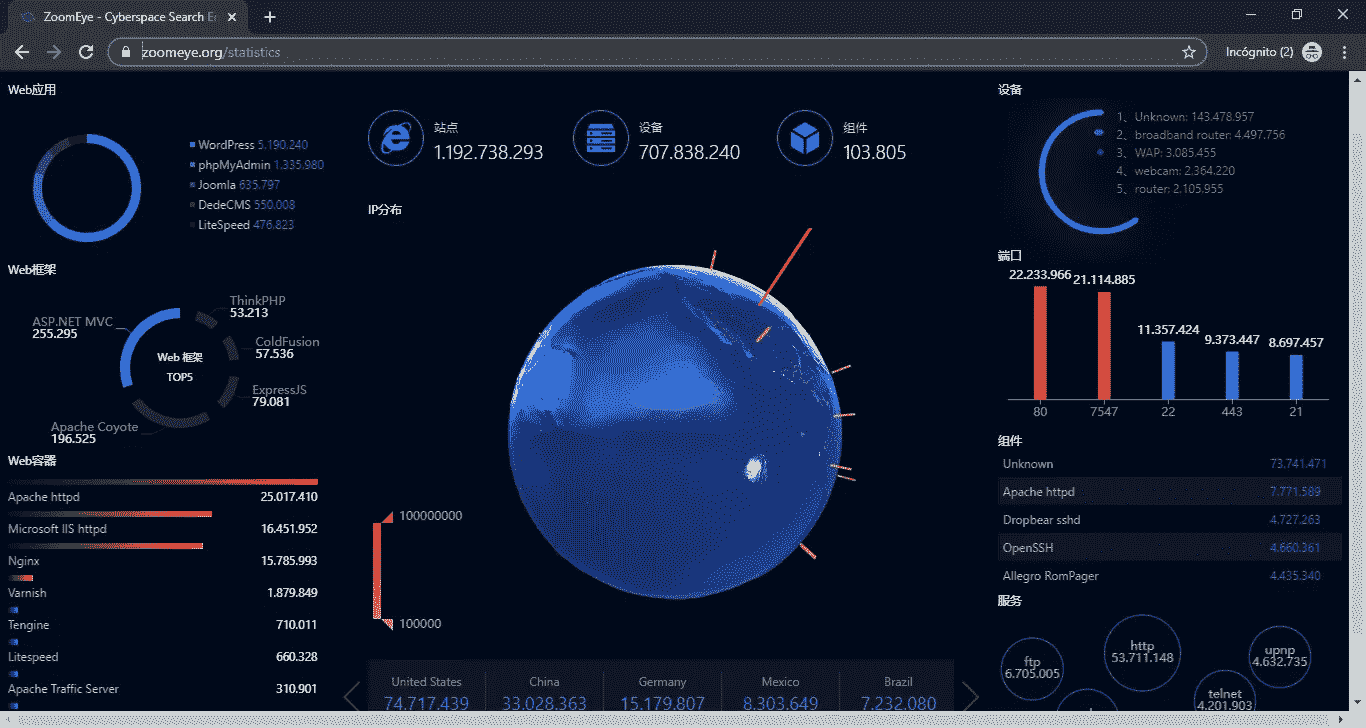 ZoomEye - Cyberspace Search En
zoomeye.org/statistics
Incógnito (2)
Web应用
WordPress 5.190.240
phpMyAdmin 1.335.980
Joomla 635.797
DedeCMS 550.008
LiteSpeed 476.823
Web框架
ThinkPHP
53.213
ASP.NET MVC
255.295
ColdFusion
57.536
Web 框架
TOP5
ExpressJS
79.081
Apache Coyote
196.525
Web容器
Apache httpd 25.017.410
Microsoft IIS httpd 16.451.952
Nginx 15.785.993
Varnish 1.879.849
Tengine 710.011
Litespeed 660.328
Apache Traffic Server 310.901
站点
1.192.738.293
设备
707.838.240
组件
103.805
IP分布
100000000
100000
United States
74.717.439
China
33.028.363
Germany
15.179.807
Mexico
8.303.649
Brazil
7.232.080
设备
1、Unknown: 143.478.957
2、broadband router: 4.497.756
3、WAP: 3.085.455
4、webcam: 2.364.220
5、router: 2.105.955
端口
22.233.966 21.114.885 11.357.424 9.373.447 8.697.457
80 7547 22 443 21
组件
Unknown 73.741.471
Apache httpd 7.771.589
Dropbear sshd 4.727.263
OpenSSH 4.660.361
Allegro RomPager 4.435.340
服务
ftp
6.705.005
http
53.711.148
upnp
4.632.735
telnet
4.201.903